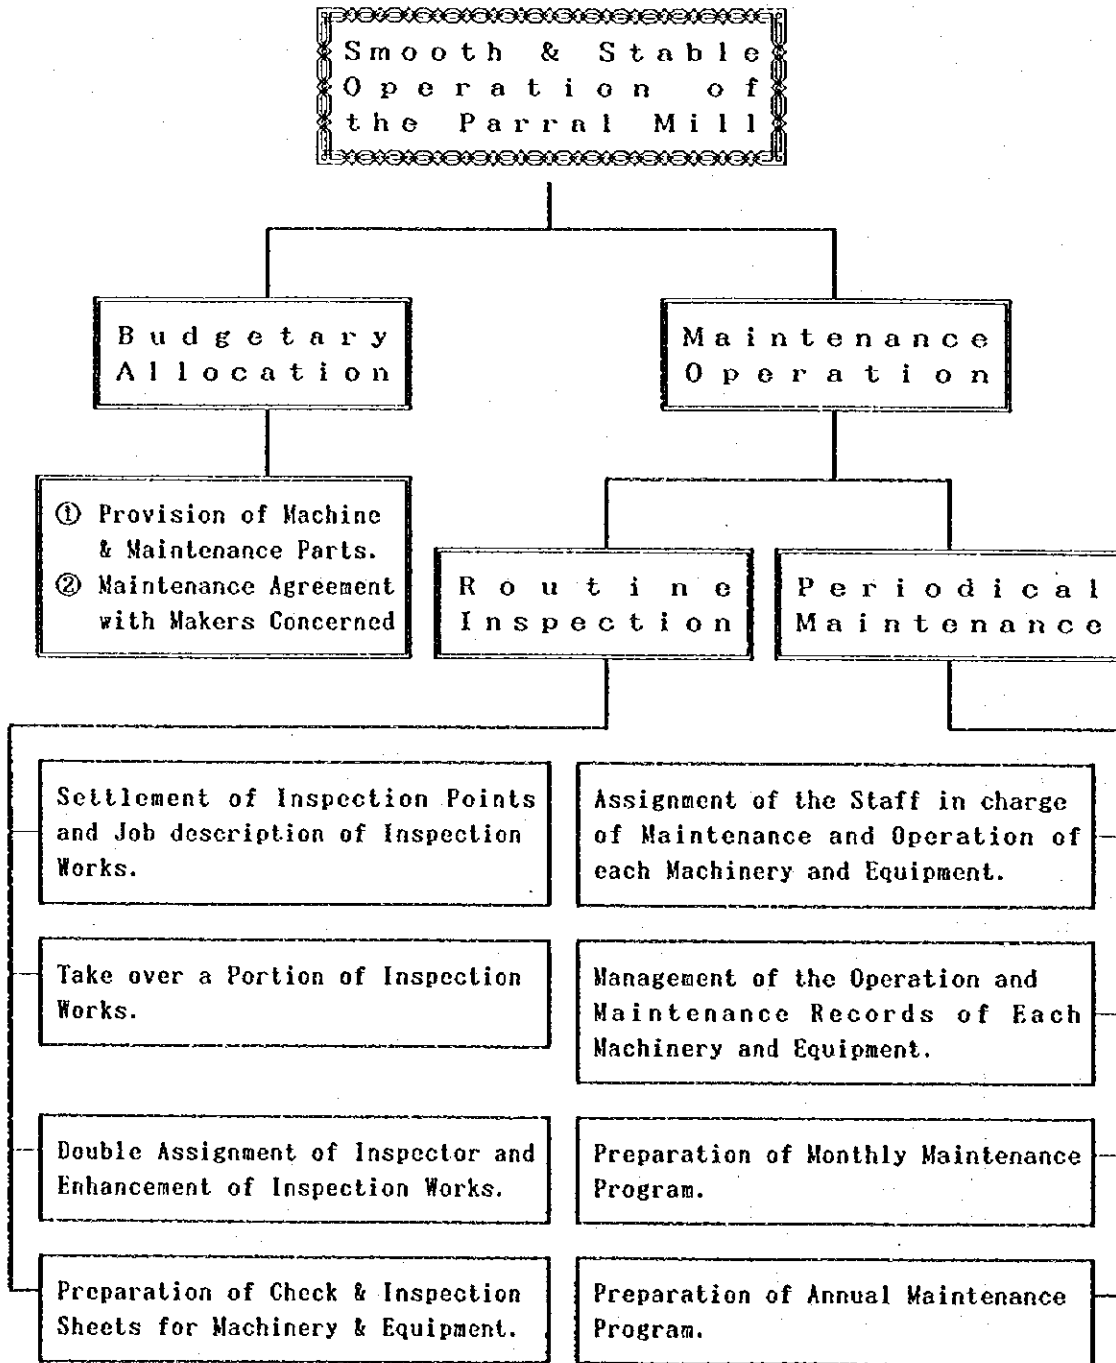 Smooth & Stable
Operation of
the Parral Mill
Budgetary
Allocation
Maintenance
Operation
① Provision of Machine
& Maintenance Parts.
② Maintenance Agreement
with Makers Concerned
Routine
Inspection
Periodical
Maintenance
Settlement of Inspection Points
and Job description of Inspection
Works.
Take over a Portion of Inspection
Works.
Double Assignment of Inspector and
Enhancement of Inspection Works.
Preparation of Check & Inspection
Sheets for Machinery & Equipment.
Assignment of the Staff in charge
of Maintenance and Operation of
each Machinery and Equipment.
Management of the Operation and
Maintenance Records of Each
Machinery and Equipment.
Preparation of Monthly Maintenance
Program.
Preparation of Annual Maintenance
Program.